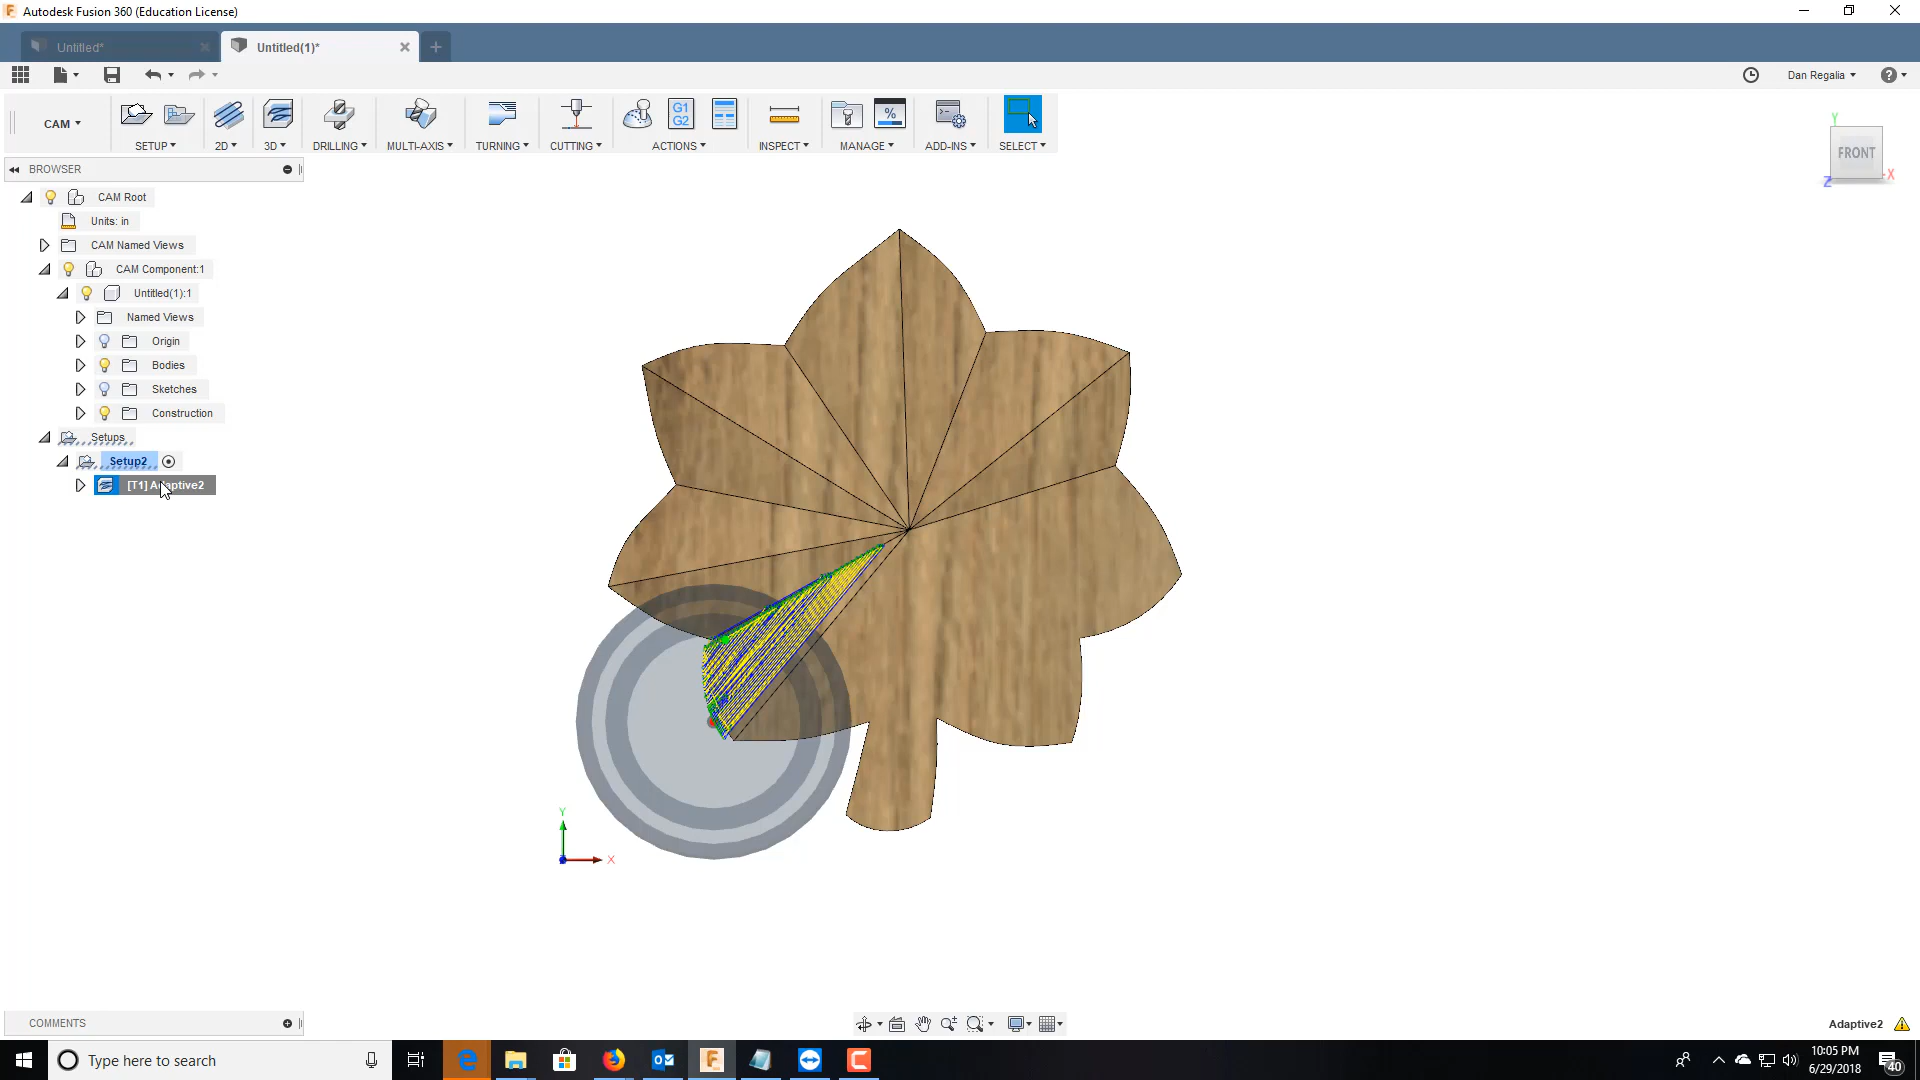 Autodesk Fusion 360 (Education License)
Untitled*
Untitled(1)*
Dan Regalia
CAM
G1
G2
%
SETUP
2D
3D
DRILLING
MULTI-AXIS
TURNING
CUTTING
ACTIONS
INSPECT
MANAGE
ADD-INS
SELECT
Y
FRONT
Z
X
BROWSER
CAM Root
Units: in
CAM Named Views
CAM Component:1
Untitled(1):1
Named Views
Origin
Bodies
Sketches
Construction
Setups
Setup2
[T1] Adaptive2
Y
X
COMMENTS
Adaptive2
Type here to search
10:05 PM
6/29/2018
40